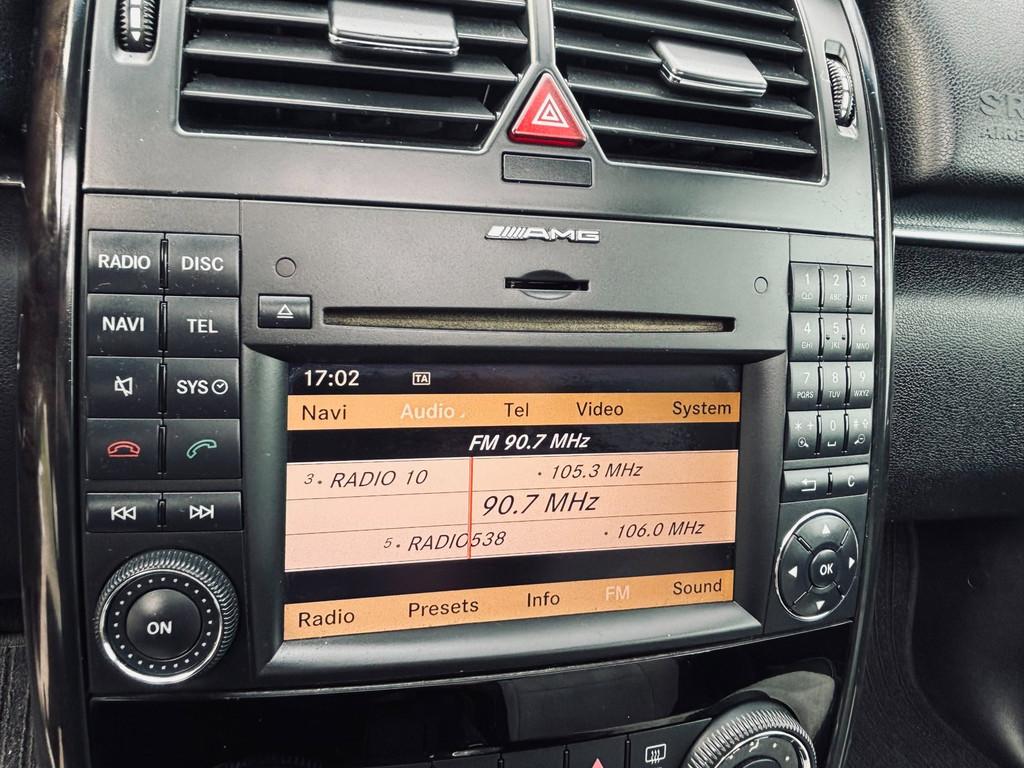 SR
AIRB
AMG
RADIO DISC
NAVI TEL
SYS
ON
1 2 3
ABC DEF
4 5 6
GHI JKL MNO
7 8 9
PQRS TUV WXYZ
* + 0 #
C
OK
17:02 TA
Navi Audio Tel Video System
FM 90.7 MHz
3 • RADIO 10 • 105.3 MHz
90.7 MHz
5 • RADIO538 • 106.0 MHz
Radio Presets Info FM Sound